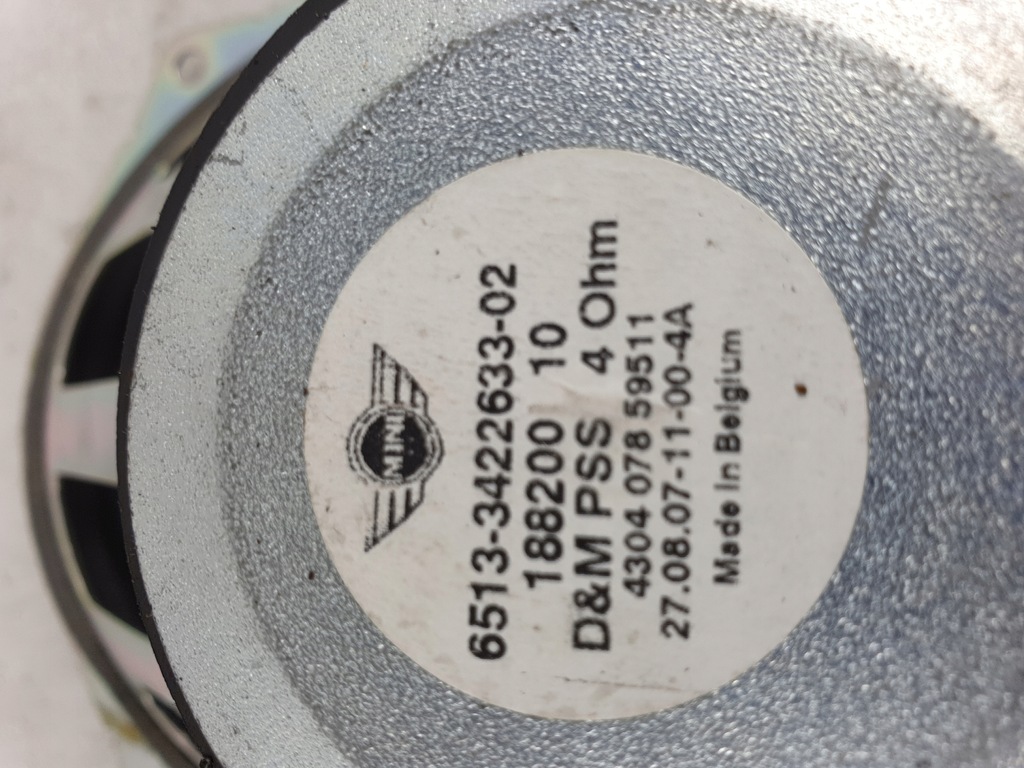 MINI
6513-3422633-02
188200 10
D&M PSS 4 Ohm
4304 078 59511
27.08.07-11-00-4A
Made In Belgium